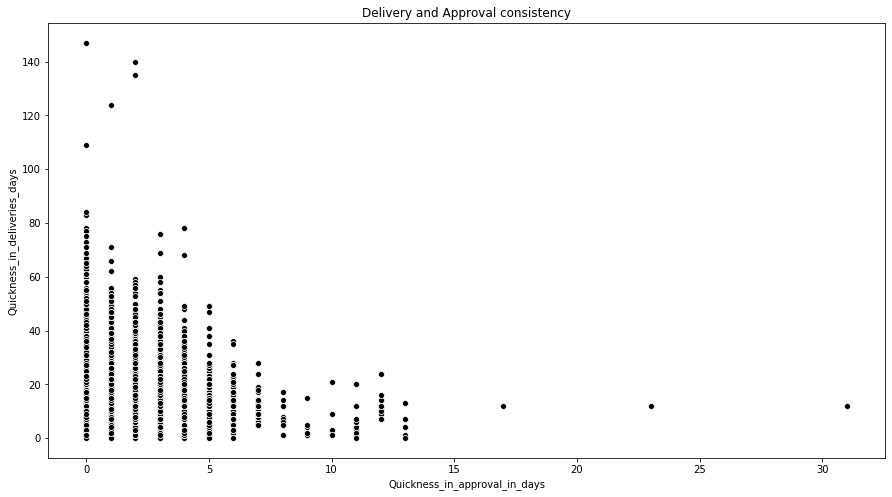 Delivery and Approval consistency
Quickness_in_deliveries_days
140
120
100
80
60
40
20
0
0 5 10 15 20 25 30
Quickness_in_approval_in_days